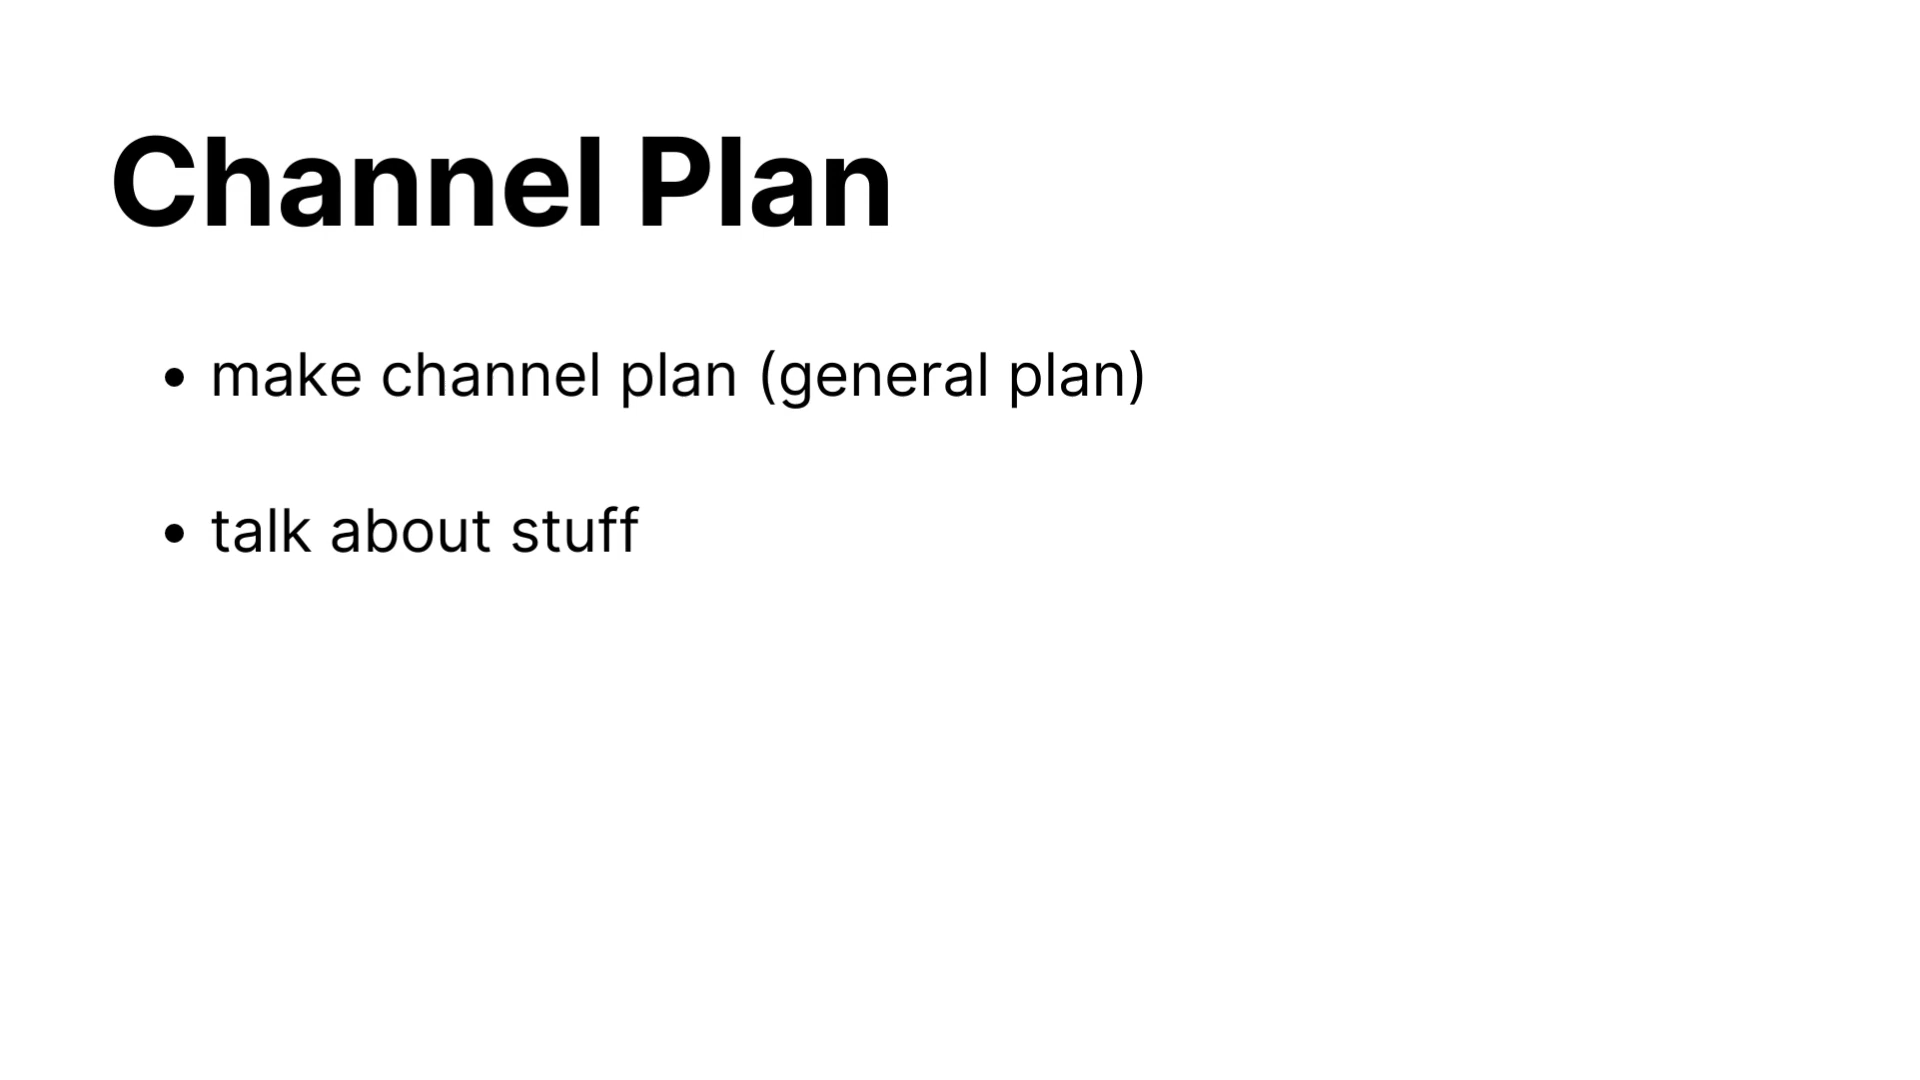 Channel Plan
• make channel plan (general plan)
• talk about stuff